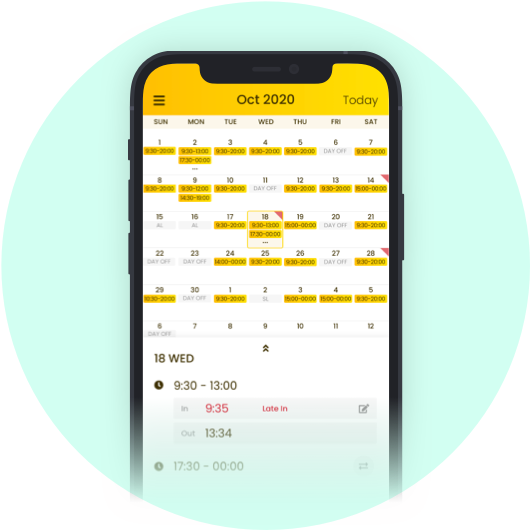 Oct 2020 Today
SUN MON TUE WED THU FRI SAT
1 2 3 4 5 6 7
9:30-20:00 9:30-13:00 9:30-20:00 9:30-20:00 9:30-20:00 DAY OFF 9:30-20:00
17:30-00:00
...
8 9 10 11 12 13 14
9:30-20:00 9:30-12:00 9:30-20:00 DAY OFF 9:30-20:00 9:30-20:00 15:00-00:00
14:30-19:00
15 16 17 18 19 20 21
AL AL 9:30-20:00 9:30-13:00 15:00-00:00 DAY OFF 9:30-20:00
17:30-00:00
...
22 23 24 25 26 27 28
DAY OFF DAY OFF 14:00-00:00 9:30-20:00 9:30-20:00 DAY OFF 9:30-20:00
29 30 1 2 3 4 5
10:30-20:00 DAY OFF 9:30-20:00 SL 15:00-00:00 15:00-00:00 9:30-20:00
6 7 8 9 10 11 12
DAY OFF
18 WED
9:30 - 13:00
In 9:35 Late In
Out 13:34
17:30 - 00:00